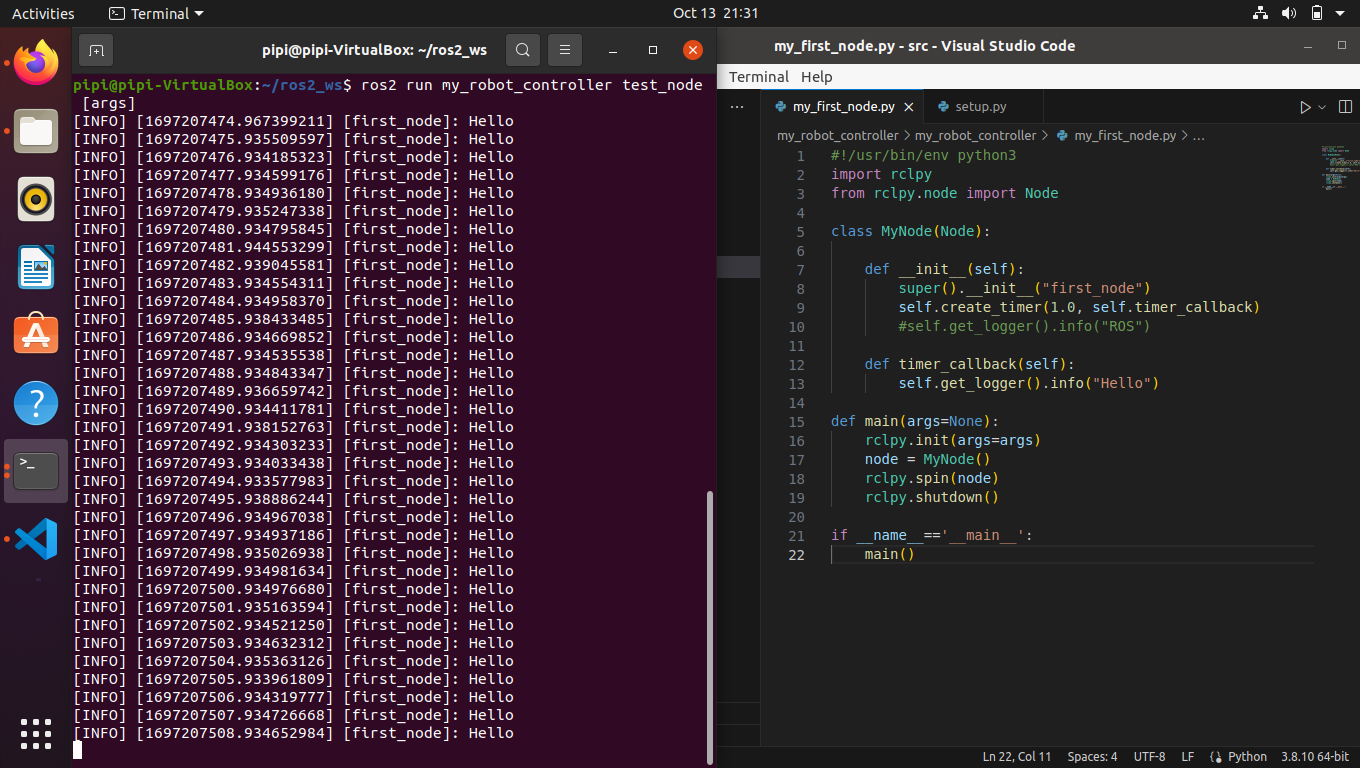 Activities Terminal Oct 13 21:31
pipi@pipi-VirtualBox: ~/ros2_ws
pipi@pipi-VirtualBox:~/ros2_ws$ ros2 run my_robot_controller test_node
[args]
[INFO] [1697207474.967399211] [first_node]: Hello
[INFO] [1697207475.935509597] [first_node]: Hello
[INFO] [1697207476.934185323] [first_node]: Hello
[INFO] [1697207477.934599176] [first_node]: Hello
[INFO] [1697207478.934936180] [first_node]: Hello
[INFO] [1697207479.935247338] [first_node]: Hello
[INFO] [1697207480.934795845] [first_node]: Hello
[INFO] [1697207481.944553299] [first_node]: Hello
[INFO] [1697207482.939045581] [first_node]: Hello
[INFO] [1697207483.934554311] [first_node]: Hello
[INFO] [1697207484.934958370] [first_node]: Hello
[INFO] [1697207485.938433485] [first_node]: Hello
[INFO] [1697207486.934669852] [first_node]: Hello
[INFO] [1697207487.934535538] [first_node]: Hello
[INFO] [1697207488.934843347] [first_node]: Hello
[INFO] [1697207489.936659742] [first_node]: Hello
[INFO] [1697207490.934411781] [first_node]: Hello
[INFO] [1697207491.938152763] [first_node]: Hello
[INFO] [1697207492.934303233] [first_node]: Hello
[INFO] [1697207493.934033438] [first_node]: Hello
[INFO] [1697207494.933577983] [first_node]: Hello
[INFO] [1697207495.938886244] [first_node]: Hello
[INFO] [1697207496.934967038] [first_node]: Hello
[INFO] [1697207497.934937186] [first_node]: Hello
[INFO] [1697207498.935026938] [first_node]: Hello
[INFO] [1697207499.934981634] [first_node]: Hello
[INFO] [1697207500.934976680] [first_node]: Hello
[INFO] [1697207501.935163594] [first_node]: Hello
[INFO] [1697207502.934521250] [first_node]: Hello
[INFO] [1697207503.934632312] [first_node]: Hello
[INFO] [1697207504.935363126] [first_node]: Hello
[INFO] [1697207505.933961809] [first_node]: Hello
[INFO] [1697207506.934319777] [first_node]: Hello
[INFO] [1697207507.934726668] [first_node]: Hello
[INFO] [1697207508.934652984] [first_node]: Hello
my_first_node.py - src - Visual Studio Code
Terminal Help
my_first_node.py setup.py
my_robot_controller > my_robot_controller > my_first_node.py > ...
1 #!/usr/bin/env python3
2 import rclpy
3 from rclpy.node import Node
4
5 class MyNode(Node):
6
7 def __init__(self):
8 super().__init__("first_node")
9 self.create_timer(1.0, self.timer_callback)
10 #self.get_logger().info("ROS")
11
12 def timer_callback(self):
13 self.get_logger().info("Hello")
14
15 def main(args=None):
16 rclpy.init(args=args)
17 node = MyNode()
18 rclpy.spin(node)
19 rclpy.shutdown()
20
21 if __name__=='__main__':
22 main()
Ln 22, Col 11 Spaces: 4 UTF-8 LF Python 3.8.10 64-bit